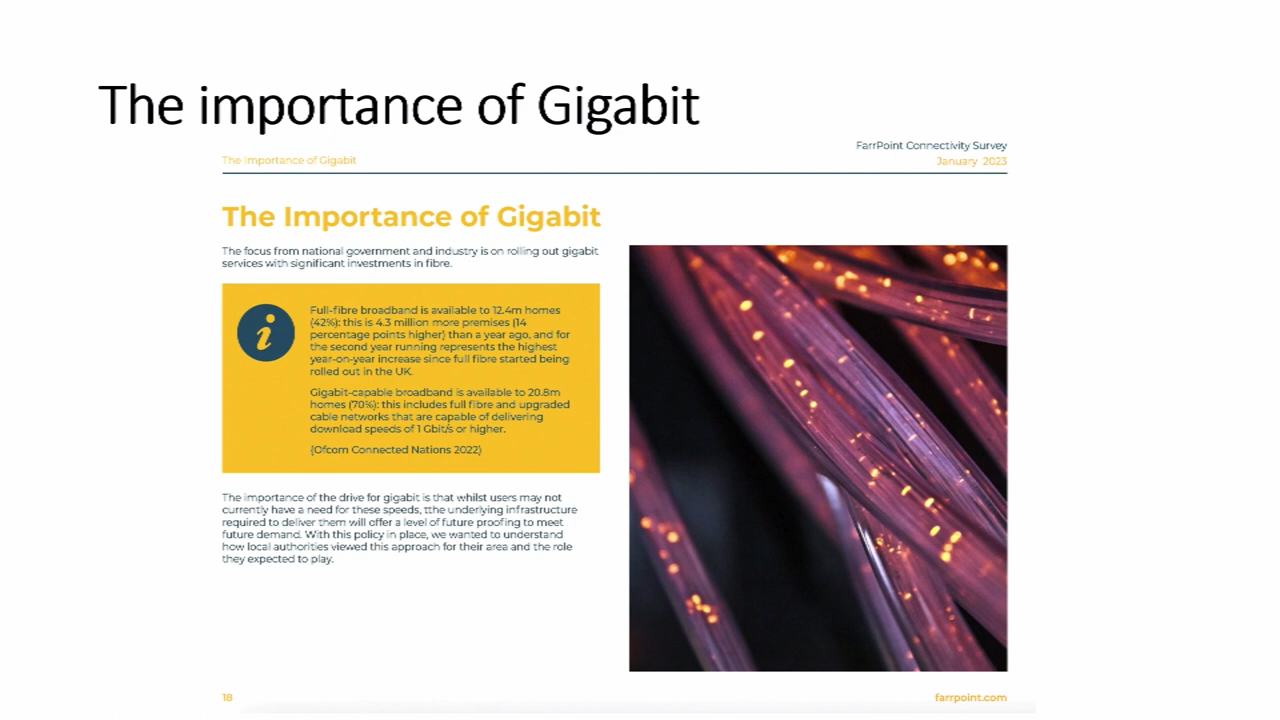 The importance of Gigabit
FarrPoint Connectivity Survey
The Importance of Gigabit
January 2023
The Importance of Gigabit
The focus from national government and industry is on rolling out gigabit
services with significant investments in fibre.
i
Full-fibre broadband is available to 12.4m homes
(42%): this is 4.3 million more premises (14
percentage points higher) than a year ago, and for
the second year running represents the highest
year-on-year increase since full fibre started being
rolled out in the UK.
Gigabit-capable broadband is available to 20.8m
homes (70%): this includes full fibre and upgraded
cable networks that are capable of delivering
download speeds of 1 Gbit/s or higher.
(Ofcom Connected Nations 2022)
The importance of the drive for gigabit is that whilst users may not
currently have a need for these speeds, tthe underlying infrastructure
required to deliver them will offer a level of future proofing to meet
future demand. With this policy in place, we wanted to understand
how local authorities viewed this approach for their area and the role
they expected to play.
18
farrpoint.com